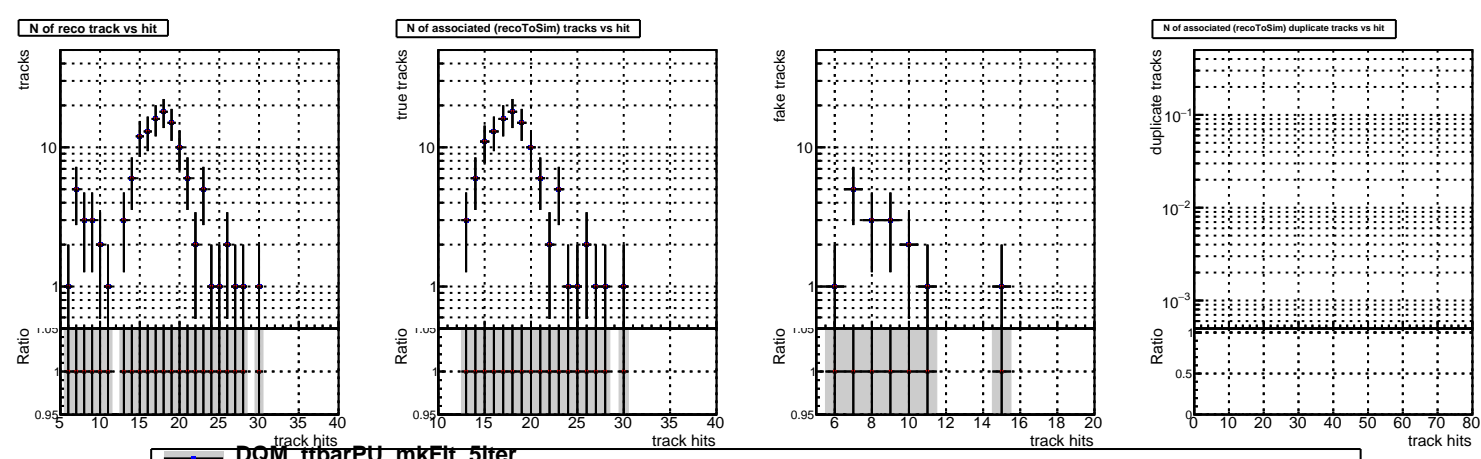 N of reco track vs hit
tracks
10
1
1.05
Ratio
1
0.95
5 10 15 20 25 30 35 40
track hits
N of associated (recoToSim) tracks vs hit
true tracks
10
1
1.05
Ratio
1
0.95
10 15 20 25 30 35 40
track hits
fake tracks
10
1
1.05
Ratio
1
0.95
6 8 10 12 14 16 18 20
track hits
N of associated (recoToSim) duplicate tracks vs hit
duplicate tracks
10⁻¹
10⁻²
10⁻³
Ratio
1
0.5
0
0 10 20 30 40 50 60 70 80
track hits
DQM_ttbarPU_mkFit_5iter